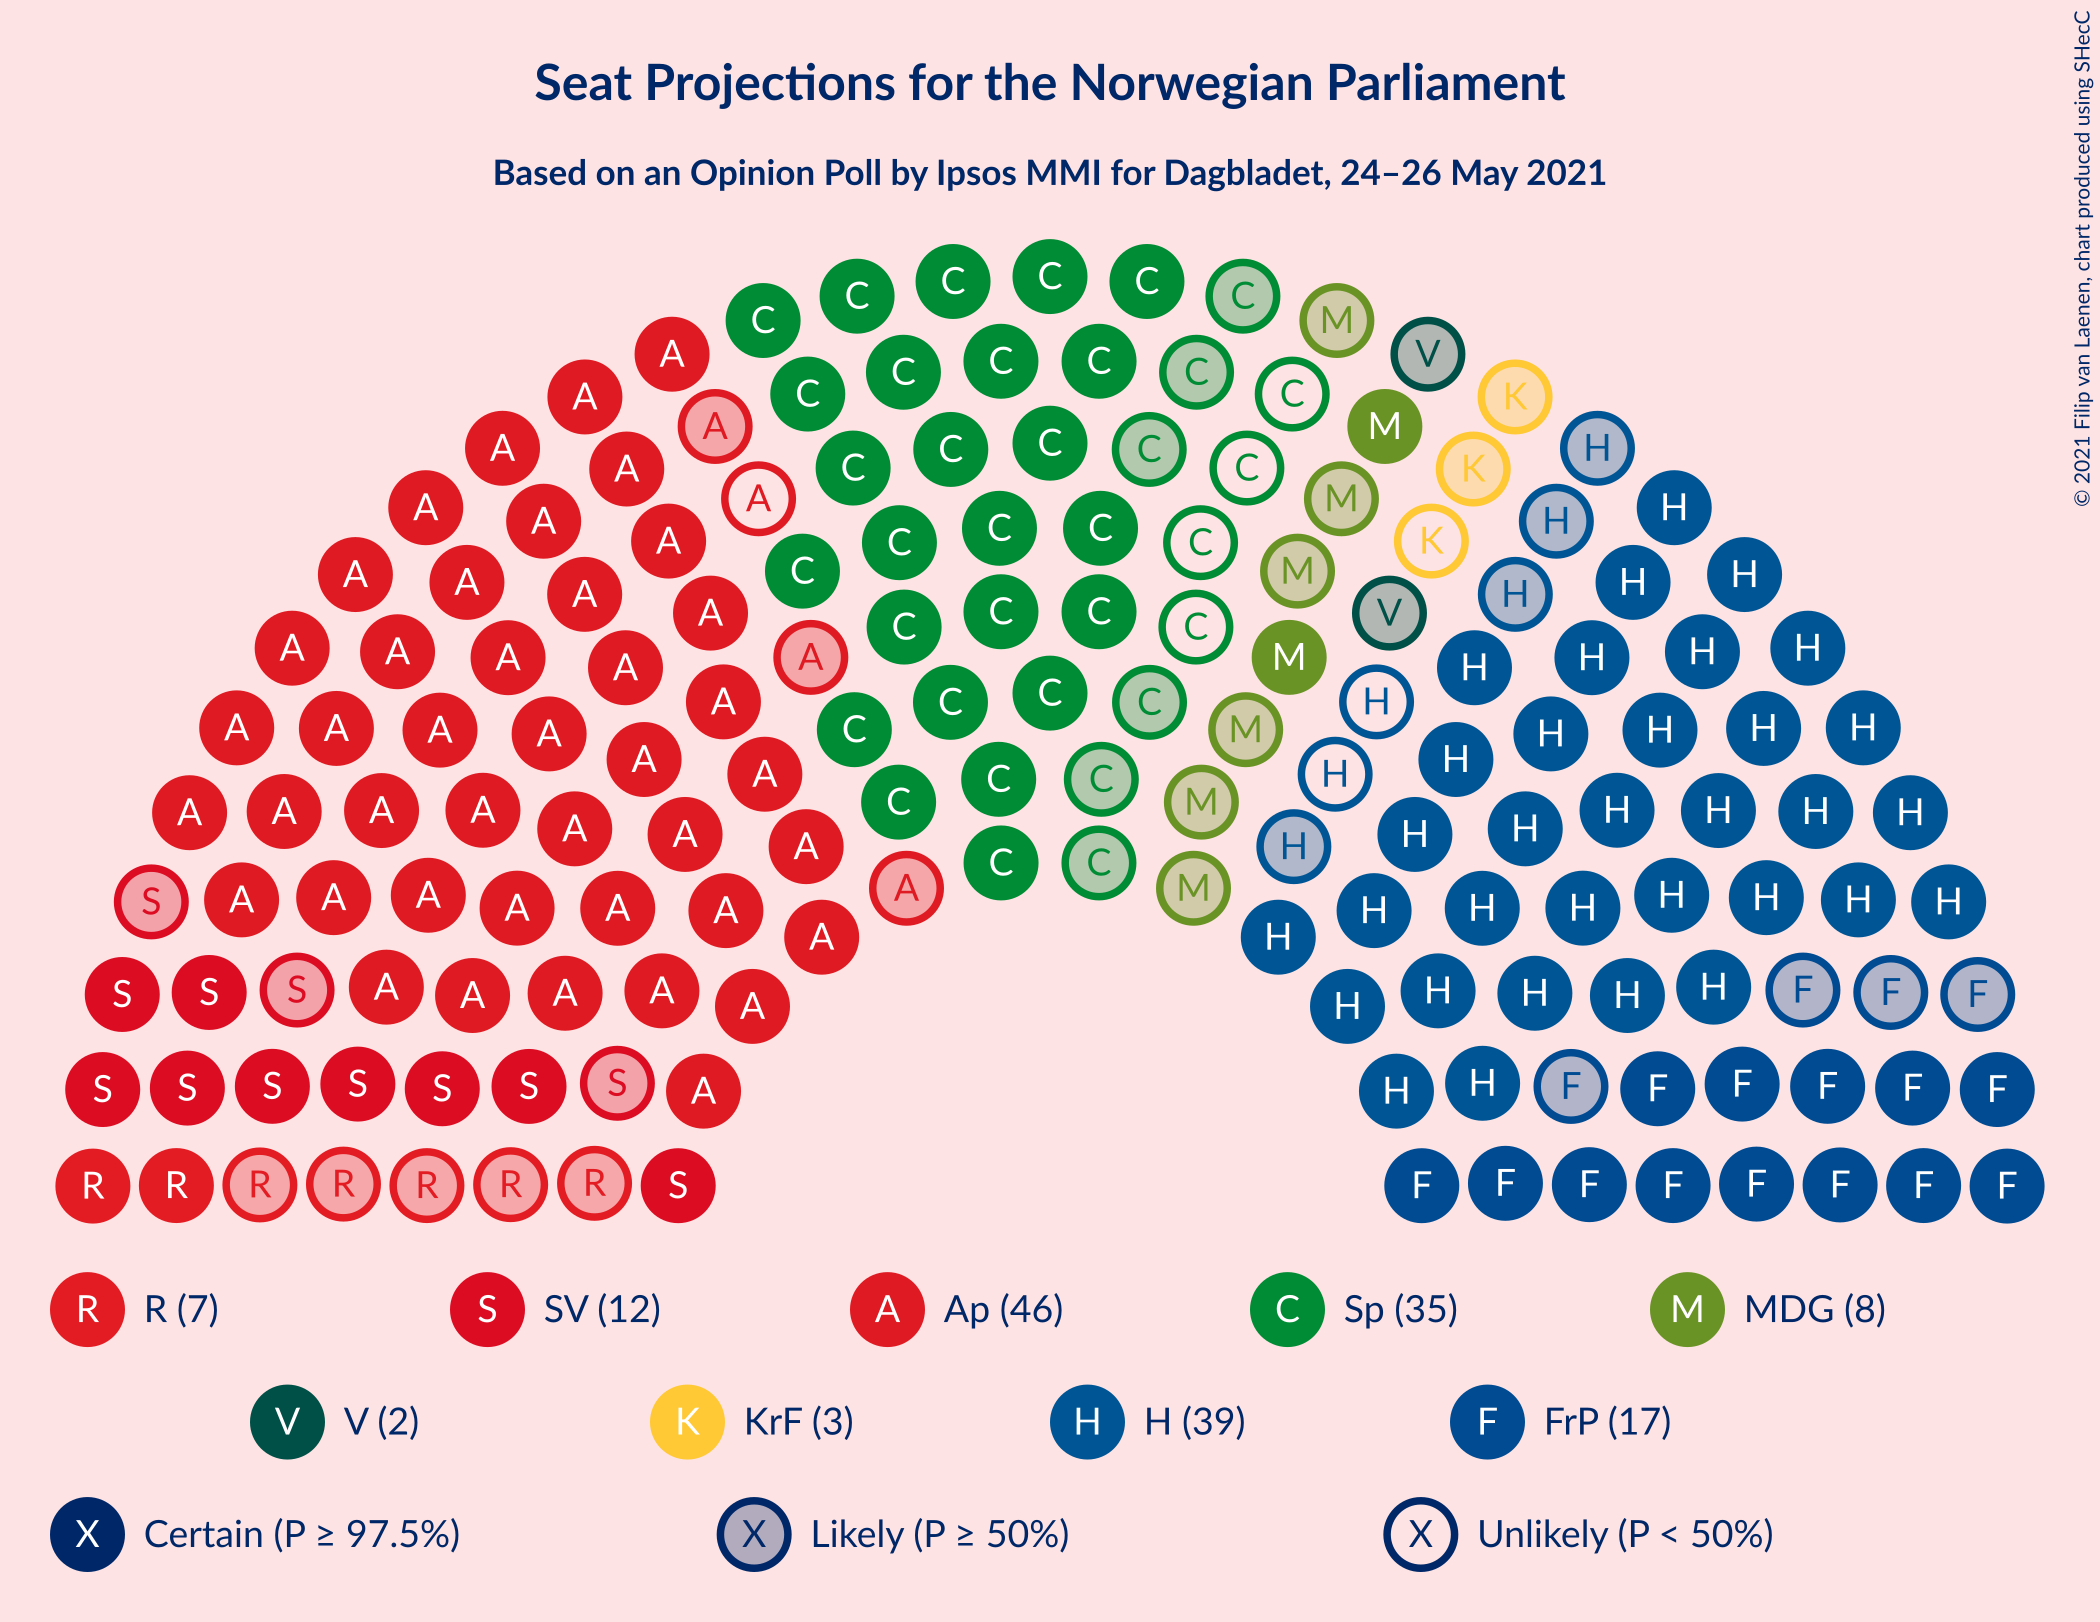 Seat Projections for the Norwegian Parliament
Based on an Opinion Poll by Ipsos MMI for Dagbladet, 24–26 May 2021
© 2021 Filip van Laenen, chart produced using SHecC
C C C C C C M V K H H H H H H H F F
A A A A A A A A A S S S R
C C C C C C M K H H H H H H H F F F
A A A A A A A A A S S R
C C C C C M K H H H H H H F F F
A A A A A A A S S R
C C C C M V H H H H H F F
C A A A A A A S R
C C C C M H H H H H F F
A A A A A A S R
C C C C M H H H H F F
A A A A A S R
C C C M H H H H F
A A A A S R
C C M H H H F
A A A A S
R R (7)
S SV (12)
A Ap (46)
C Sp (35)
M MDG (8)
V V (2)
K KrF (3)
H H (39)
F FrP (17)
X Certain (P ≥ 97.5%)
X Likely (P ≥ 50%)
X Unlikely (P < 50%)